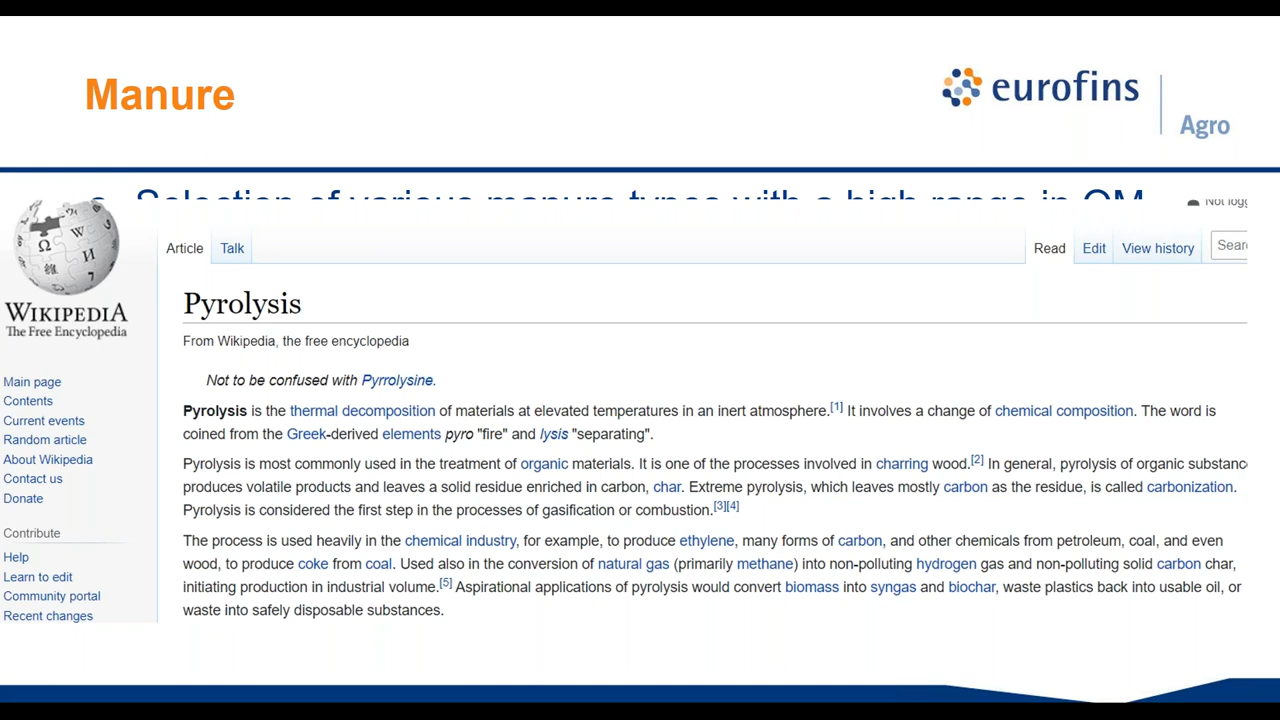 Manure
eurofins
Agro
Selection of various manure types with a high range in OM
Not logg
WIKIPEDIA
The Free Encyclopedia
Article Talk Read Edit View history Sear
Pyrolysis
From Wikipedia, the free encyclopedia
Not to be confused with Pyrrolysine.
Pyrolysis is the thermal decomposition of materials at elevated temperatures in an inert atmosphere.[1] It involves a change of chemical composition. The word is
coined from the Greek-derived elements pyro "fire" and lysis "separating".
Pyrolysis is most commonly used in the treatment of organic materials. It is one of the processes involved in charring wood.[2] In general, pyrolysis of organic substanc
produces volatile products and leaves a solid residue enriched in carbon, char. Extreme pyrolysis, which leaves mostly carbon as the residue, is called carbonization.
Pyrolysis is considered the first step in the processes of gasification or combustion.[3][4]
The process is used heavily in the chemical industry, for example, to produce ethylene, many forms of carbon, and other chemicals from petroleum, coal, and even
wood, to produce coke from coal. Used also in the conversion of natural gas (primarily methane) into non-polluting hydrogen gas and non-polluting solid carbon char,
initiating production in industrial volume.[5] Aspirational applications of pyrolysis would convert biomass into syngas and biochar, waste plastics back into usable oil, or
waste into safely disposable substances.
Main page
Contents
Current events
Random article
About Wikipedia
Contact us
Donate
Contribute
Help
Learn to edit
Community portal
Recent changes